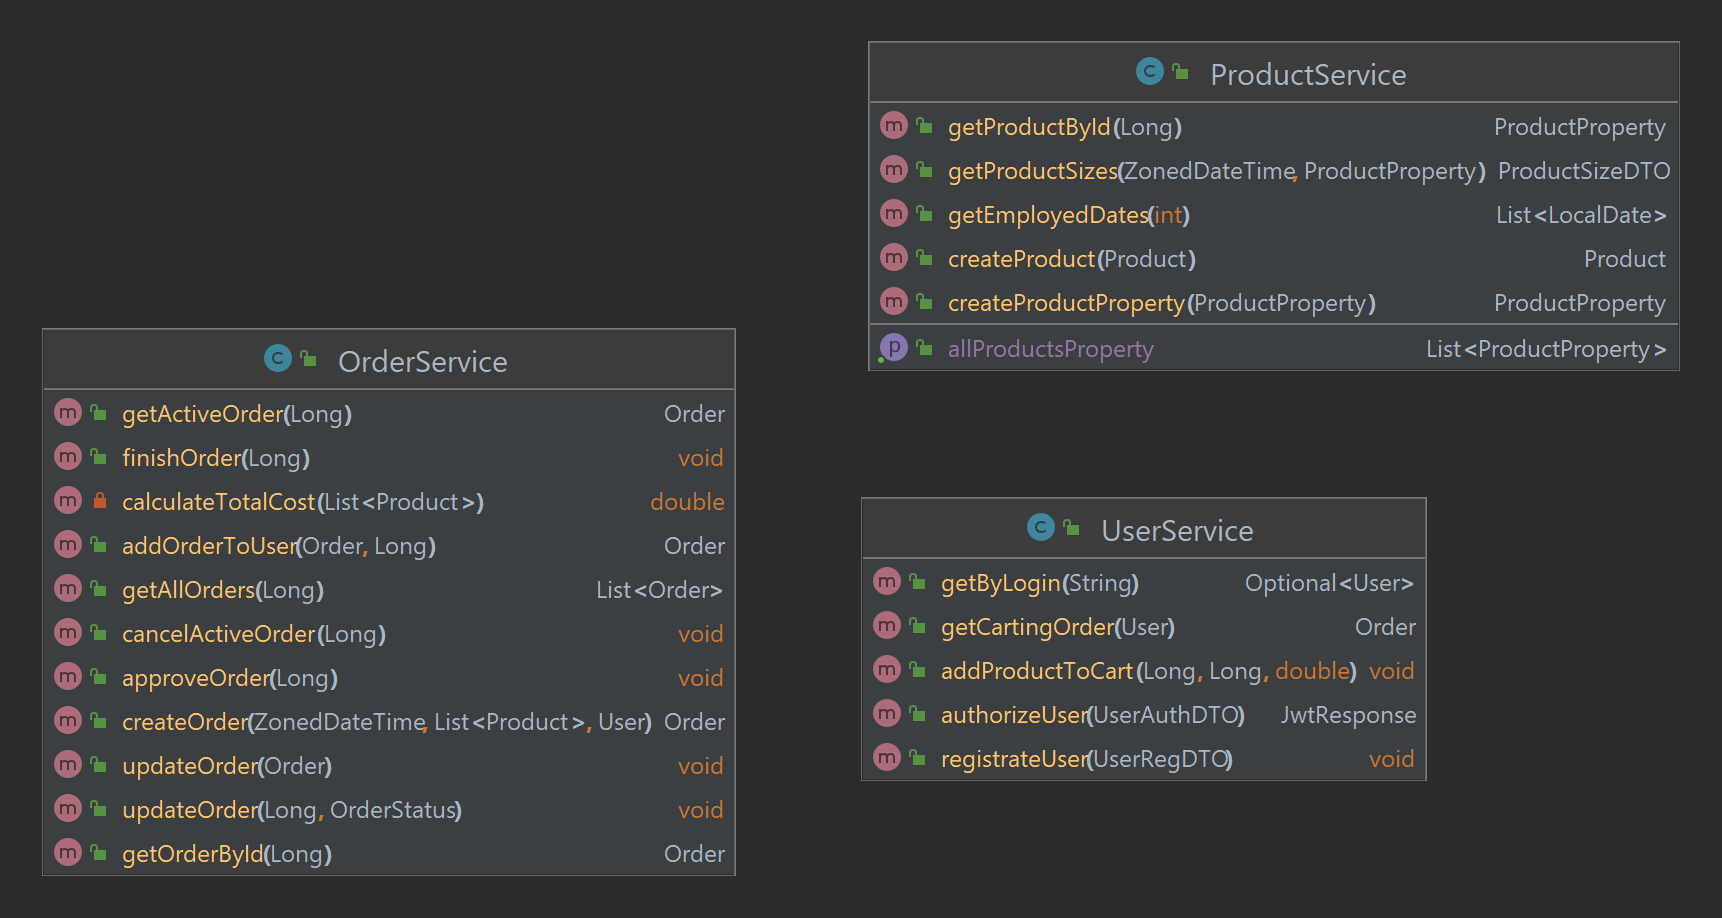 ProductService
getProductById(Long) ProductProperty
getProductSizes(ZonedDateTime, ProductProperty) ProductSizeDTO
getEmployedDates(int) List<LocalDate>
createProduct(Product) Product
createProductProperty(ProductProperty) ProductProperty
allProductsProperty List<ProductProperty>
OrderService
getActiveOrder(Long) Order
finishOrder(Long) void
calculateTotalCost(List<Product>) double
addOrderToUser(Order, Long) Order
getAllOrders(Long) List<Order>
cancelActiveOrder(Long) void
approveOrder(Long) void
createOrder(ZonedDateTime, List<Product>, User) Order
updateOrder(Order) void
updateOrder(Long, OrderStatus) void
getOrderById(Long) Order
UserService
getByLogin(String) Optional<User>
getCartingOrder(User) Order
addProductToCart(Long, Long, double) void
authorizeUser(UserAuthDTO) JwtResponse
registrateUser(UserRegDTO) void